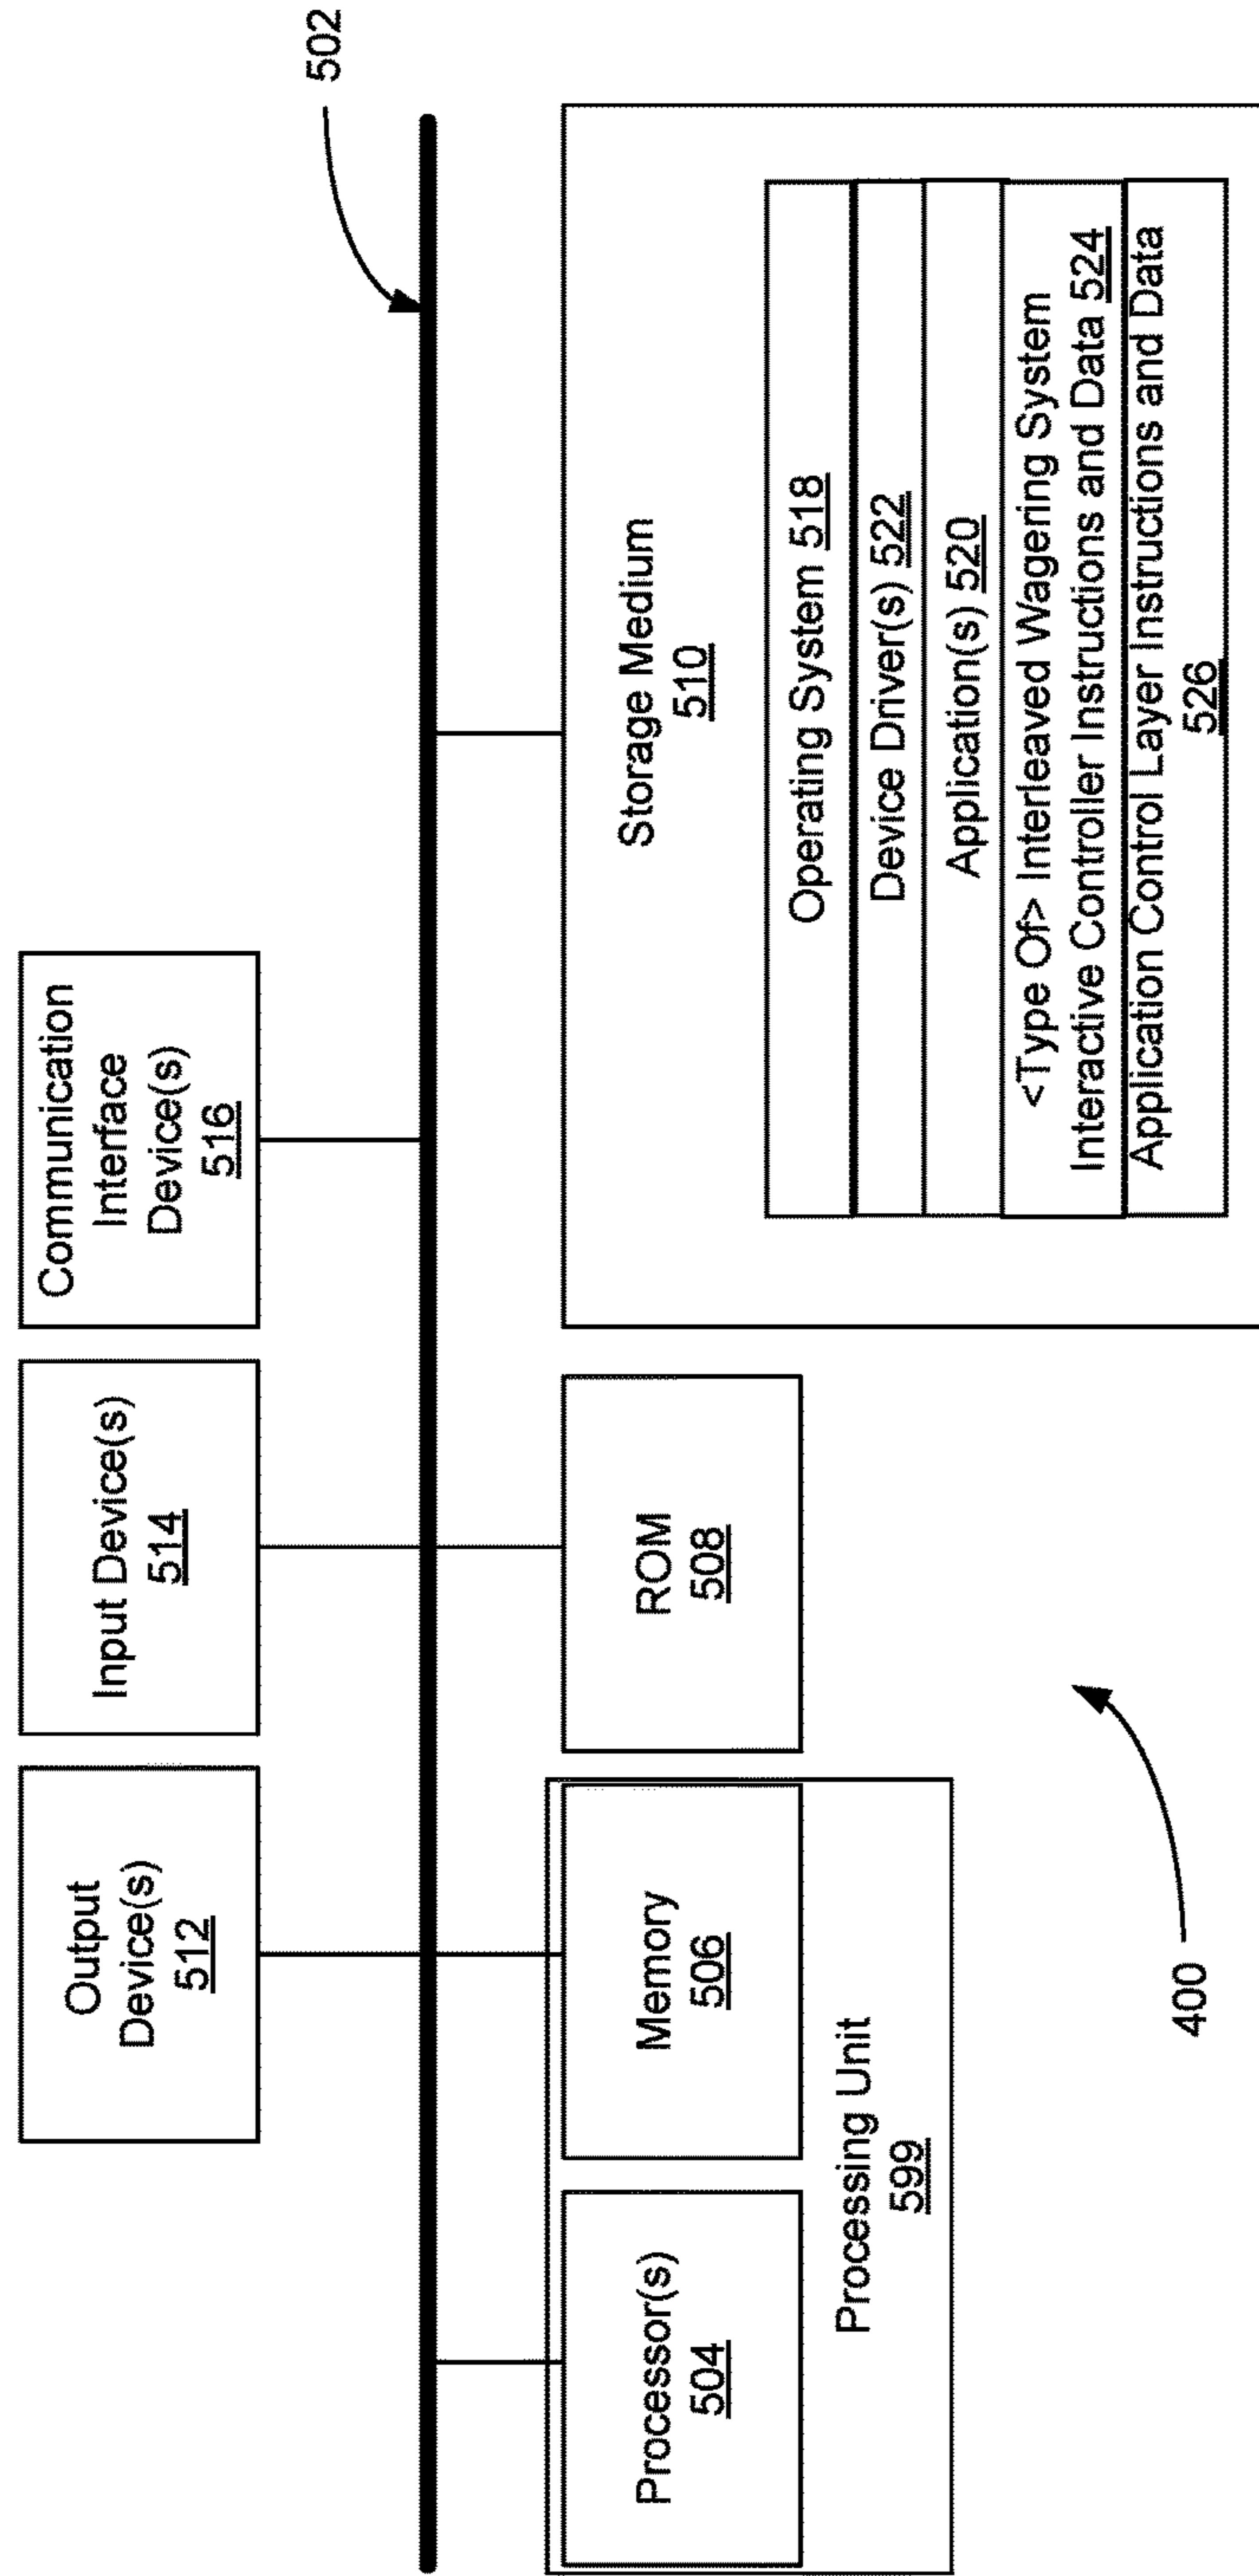 502
Output
Device(s)
512
Input Device(s)
514
Communication
Interface
Device(s)
516
Processor(s)
504
Memory
506
Processing Unit
599
ROM
508
Storage Medium
510
Operating System 518
Device Driver(s) 522
Application(s) 520
<Type Of> Interleaved Wagering System
Interactive Controller Instructions and Data 524
Application Control Layer Instructions and Data
526
400